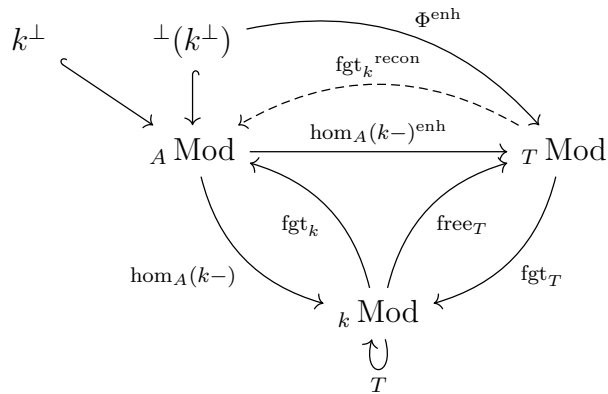 k^⊥ ^⊥(k^⊥) Φ^enh
fgt_k^recon
hom_A(k−)^enh
_A Mod _T Mod
fgt_k free_T
hom_A(k−) fgt_T
_k Mod
T